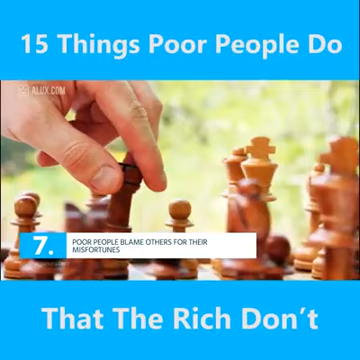 15 Things Poor People Do
ALUX.COM
7.
POOR PEOPLE BLAME OTHERS FOR THEIR
MISFORTUNES
That The Rich Don't